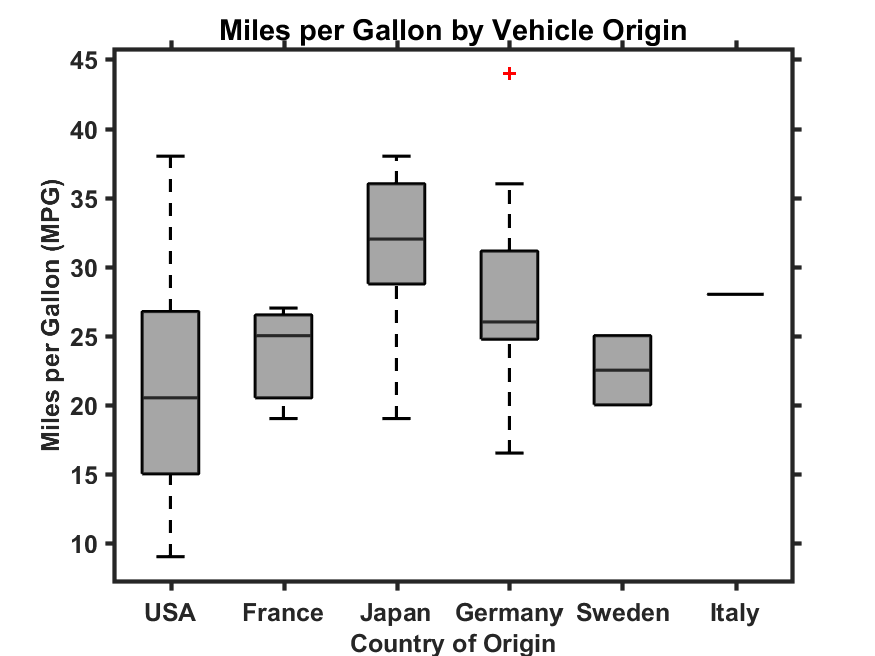 Miles per Gallon by Vehicle Origin
Miles per Gallon (MPG)
45
40
35
30
25
20
15
10
USA France Japan Germany Sweden Italy
Country of Origin